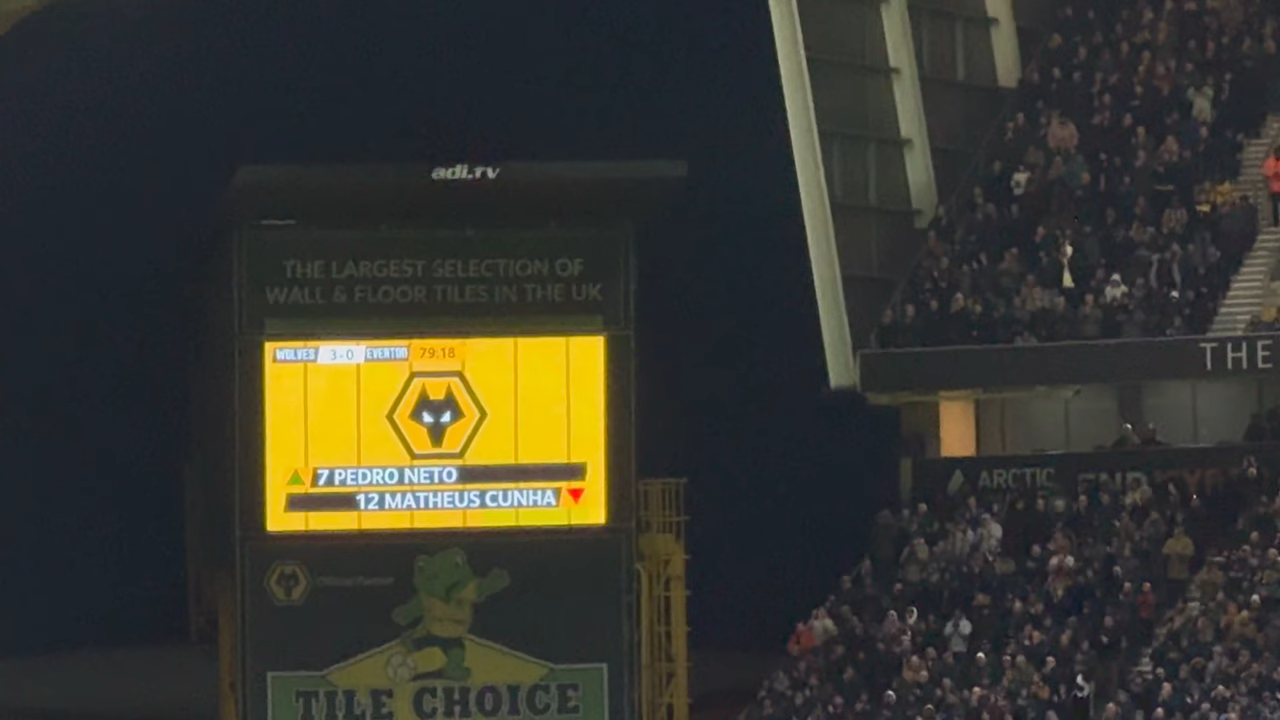 adi.tv
THE LARGEST SELECTION OF
WALL & FLOOR TILES IN THE UK
WOLVES 3-0 EVERTON 79:18
7 PEDRO NETO
12 MATHEUS CUNHA
TILE CHOICE
THE
ARCTIC